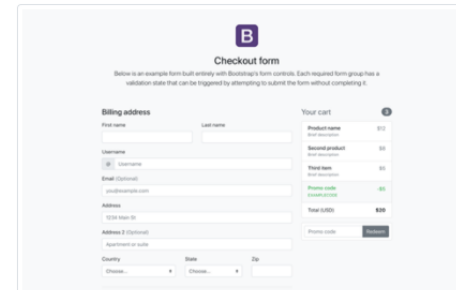 B
Checkout form
Below is an example form built entirely with Bootstrap's form controls. Each required form group has a
validation state that can be triggered by attempting to submit the form without completing it.
Billing address
First name Last name
Username
@ Username
Email (Optional)
you@example.com
Address
1234 Main St
Address 2 (Optional)
Apartment or suite
Country State Zip
Choose... Choose...
Your cart 3
Product name $12
Brief description
Second product $8
Brief description
Third item $5
Brief description
Promo code -$5
EXAMPLECODE
Total (USD) $20
Promo code Redeem